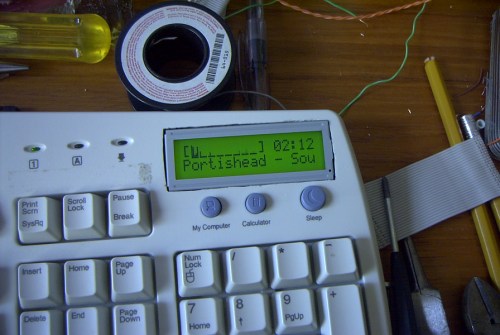 [U._ _ _ _ _ _] 02:12
Portishead - Sou
1
A
My Computer
Calculator
Sleep
Print
Scrn
SysRq
Scroll
Lock
Pause
Break
Insert
Home
Page
Up
Delete
End
Page
Down
Num
Lock
/
*
-
7
Home
8
↑
9
PgUp
+